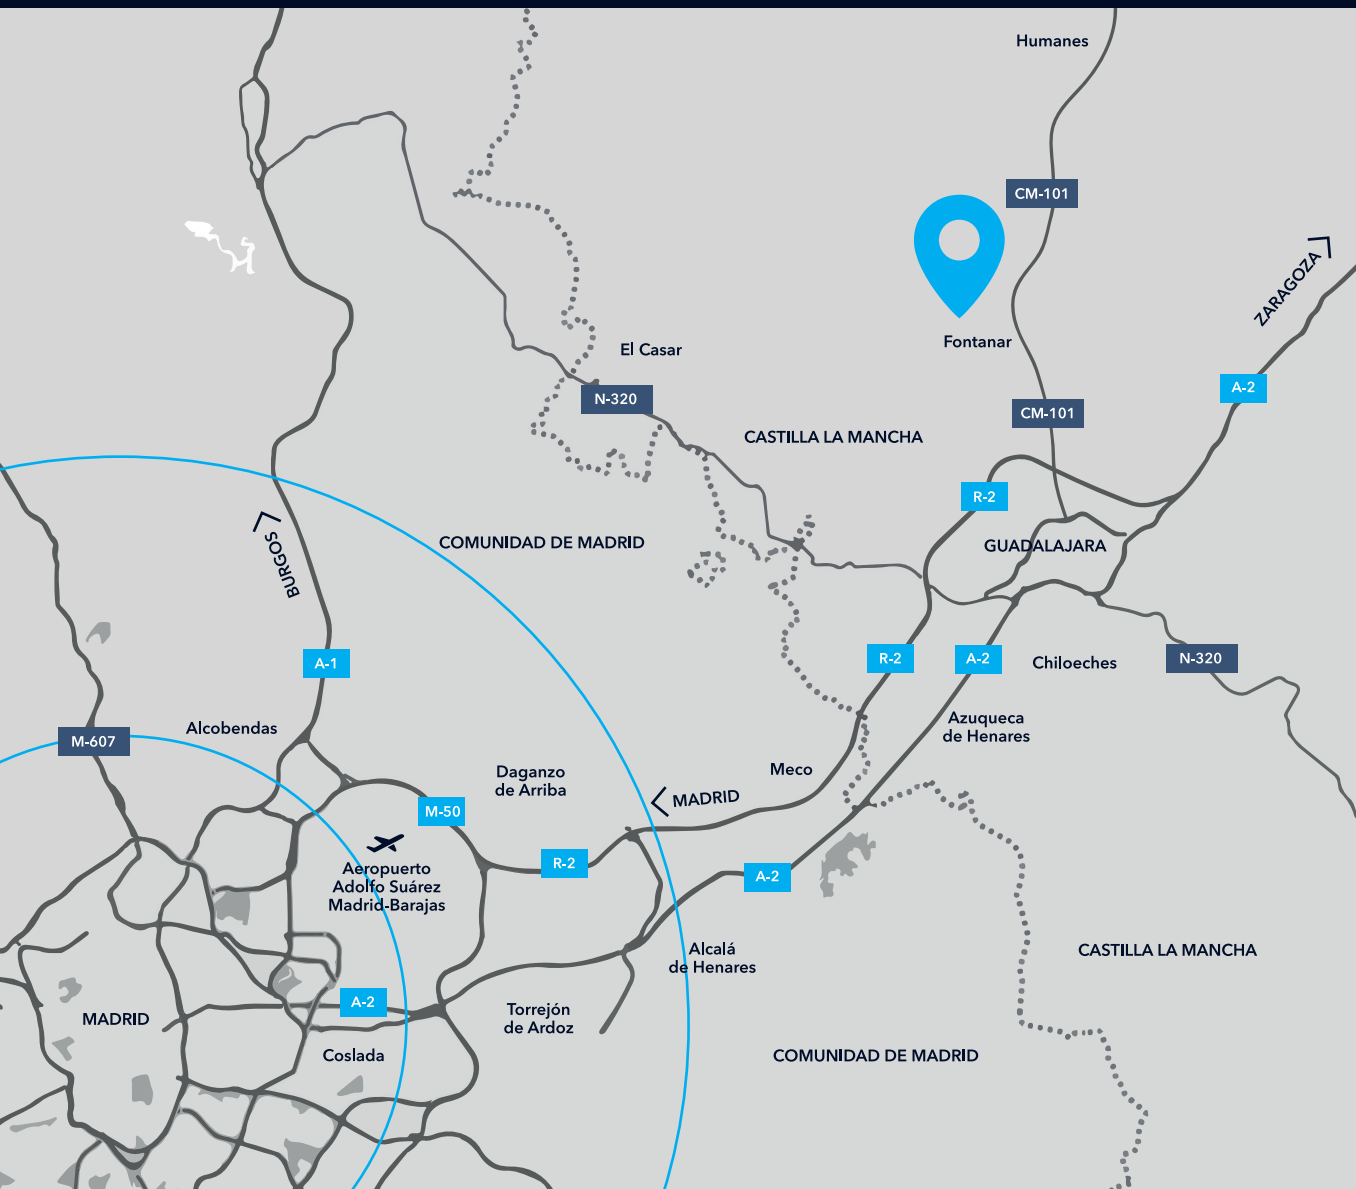 Humanes
CM-101
ZARAGOZA
Fontanar
El Casar
A-2
N-320
CM-101
CASTILLA LA MANCHA
R-2
BURGOS
COMUNIDAD DE MADRID
GUADALAJARA
A-1
R-2
A-2
Chiloeches
N-320
Alcobendas
M-607
Azuqueca
de Henares
Meco
Daganzo
de Arriba
MADRID
M-50
R-2
Aeropuerto
Adolfo Suárez
Madrid-Barajas
A-2
Alcalá
de Henares
CASTILLA LA MANCHA
A-2
MADRID
Torrejón
de Ardoz
Coslada
COMUNIDAD DE MADRID